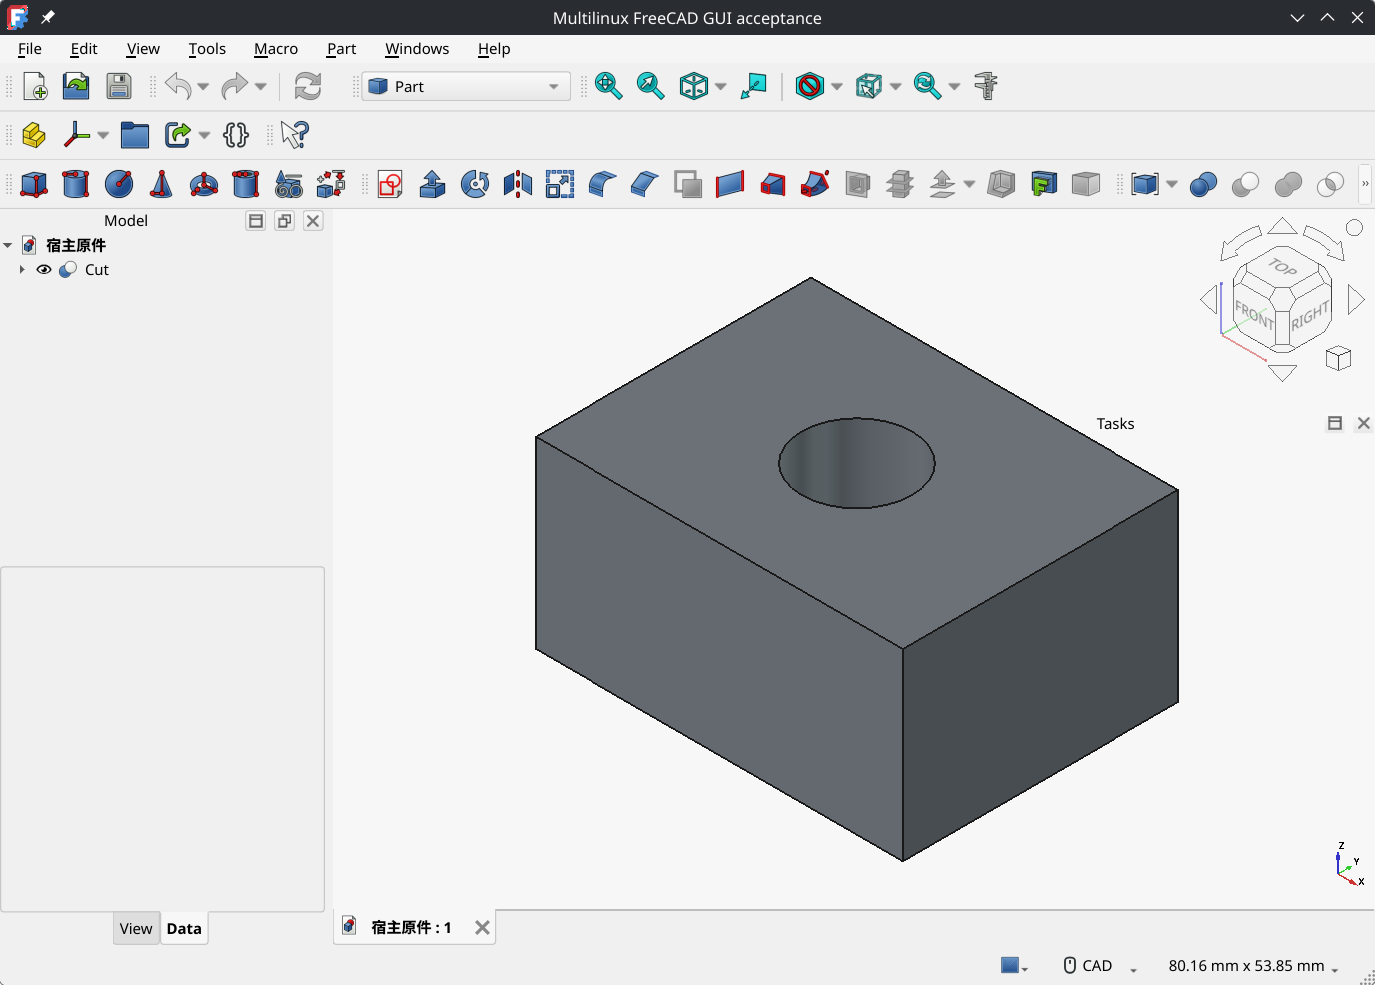 Multilinux FreeCAD GUI acceptance
File Edit View Tools Macro Part Windows Help
Part
Model
宿主原件
Cut
TOP
FRONT
RIGHT
Tasks
Z
Y
X
View Data
宿主原件 : 1
CAD
80.16 mm x 53.85 mm